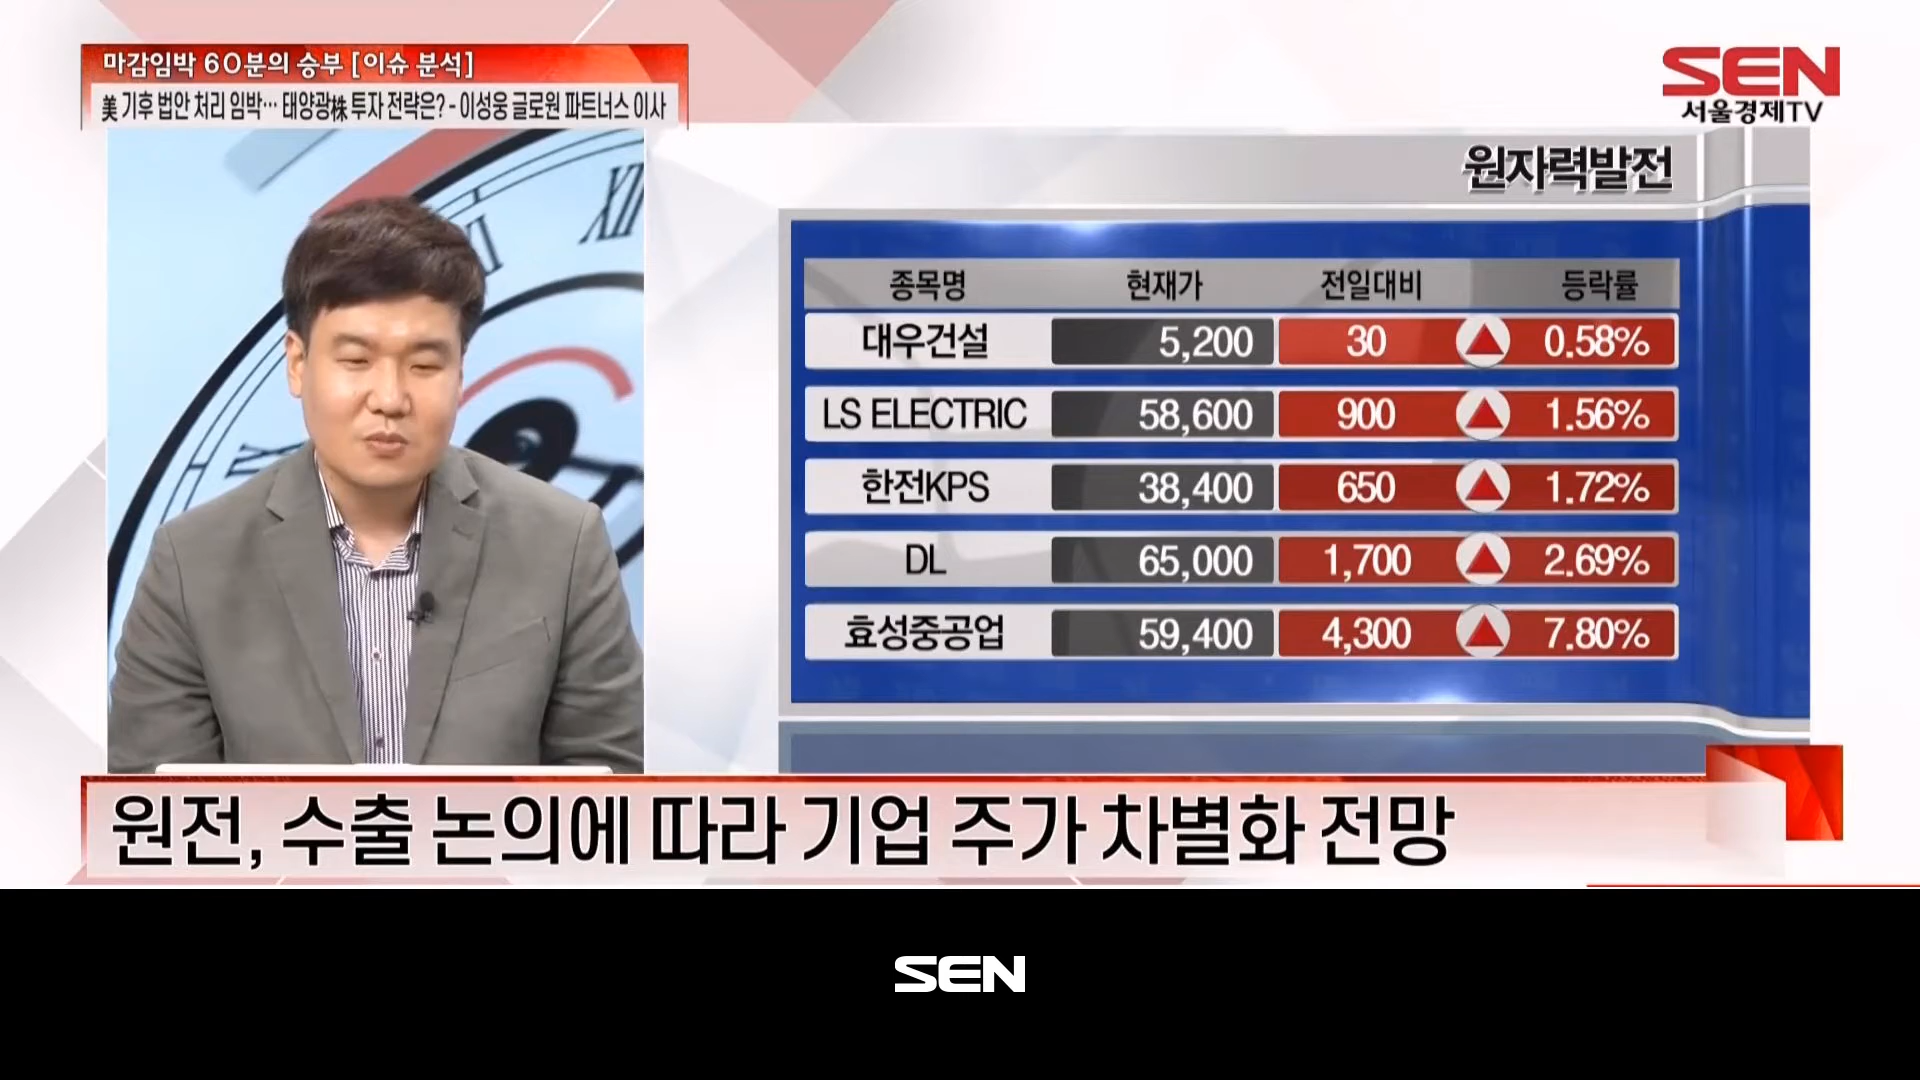 마감임박 60분의 승부 [이슈 분석]
美 기후 법안 처리 임박… 태양광株 투자 전략은? - 이성웅 글로원 파트너스 이사
SEN
서울경제TV
원자력발전
종목명 현재가 전일대비 등락률
대우건설 5,200 30 ▲ 0.58%
LS ELECTRIC 58,600 900 ▲ 1.56%
한전KPS 38,400 650 ▲ 1.72%
DL 65,000 1,700 ▲ 2.69%
효성중공업 59,400 4,300 ▲ 7.80%
원전, 수출 논의에 따라 기업 주가 차별화 전망
SEN